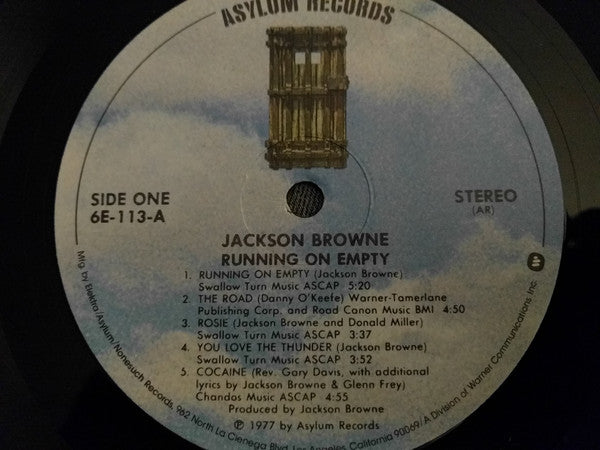 ASYLUM RECORDS
SIDE ONE
6E-113-A
STEREO
(AR)
JACKSON BROWNE
RUNNING ON EMPTY
1. RUNNING ON EMPTY (Jackson Browne)
Swallow Turn Music ASCAP 5:20
2. THE ROAD (Danny O'Keefe) Warner-Tamerlane
Publishing Corp. and Road Canon Music BMI 4:50
3. ROSIE (Jackson Browne and Donald Miller)
Swallow Turn Music ASCAP 3:37
4. YOU LOVE THE THUNDER (Jackson Browne)
Swallow Turn Music ASCAP 3:52
5. COCAINE (Rev. Gary Davis, with additional
lyrics by Jackson Browne & Glenn Frey)
Chandos Music ASCAP 4:55
Produced by Jackson Browne
℗ 1977 by Asylum Records
Mfg by Elektra/Asylum/Nonesuch Records, 962 North La Cienega Blvd. Los Angeles, California 90069/A Division of Warner Communications Inc.